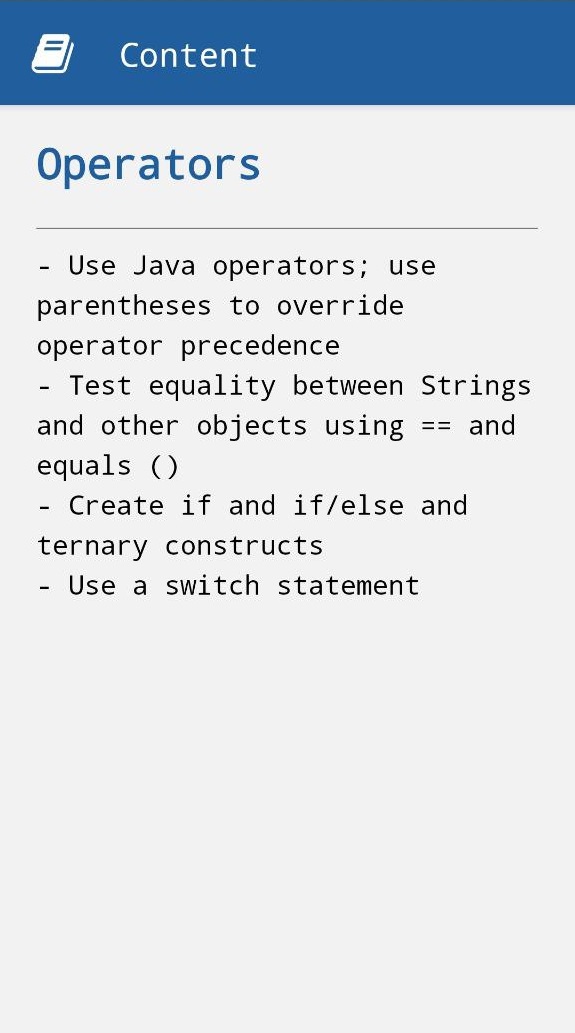 Content
Operators
- Use Java operators; use
parentheses to override
operator precedence
- Test equality between Strings
and other objects using == and
equals ()
- Create if and if/else and
ternary constructs
- Use a switch statement